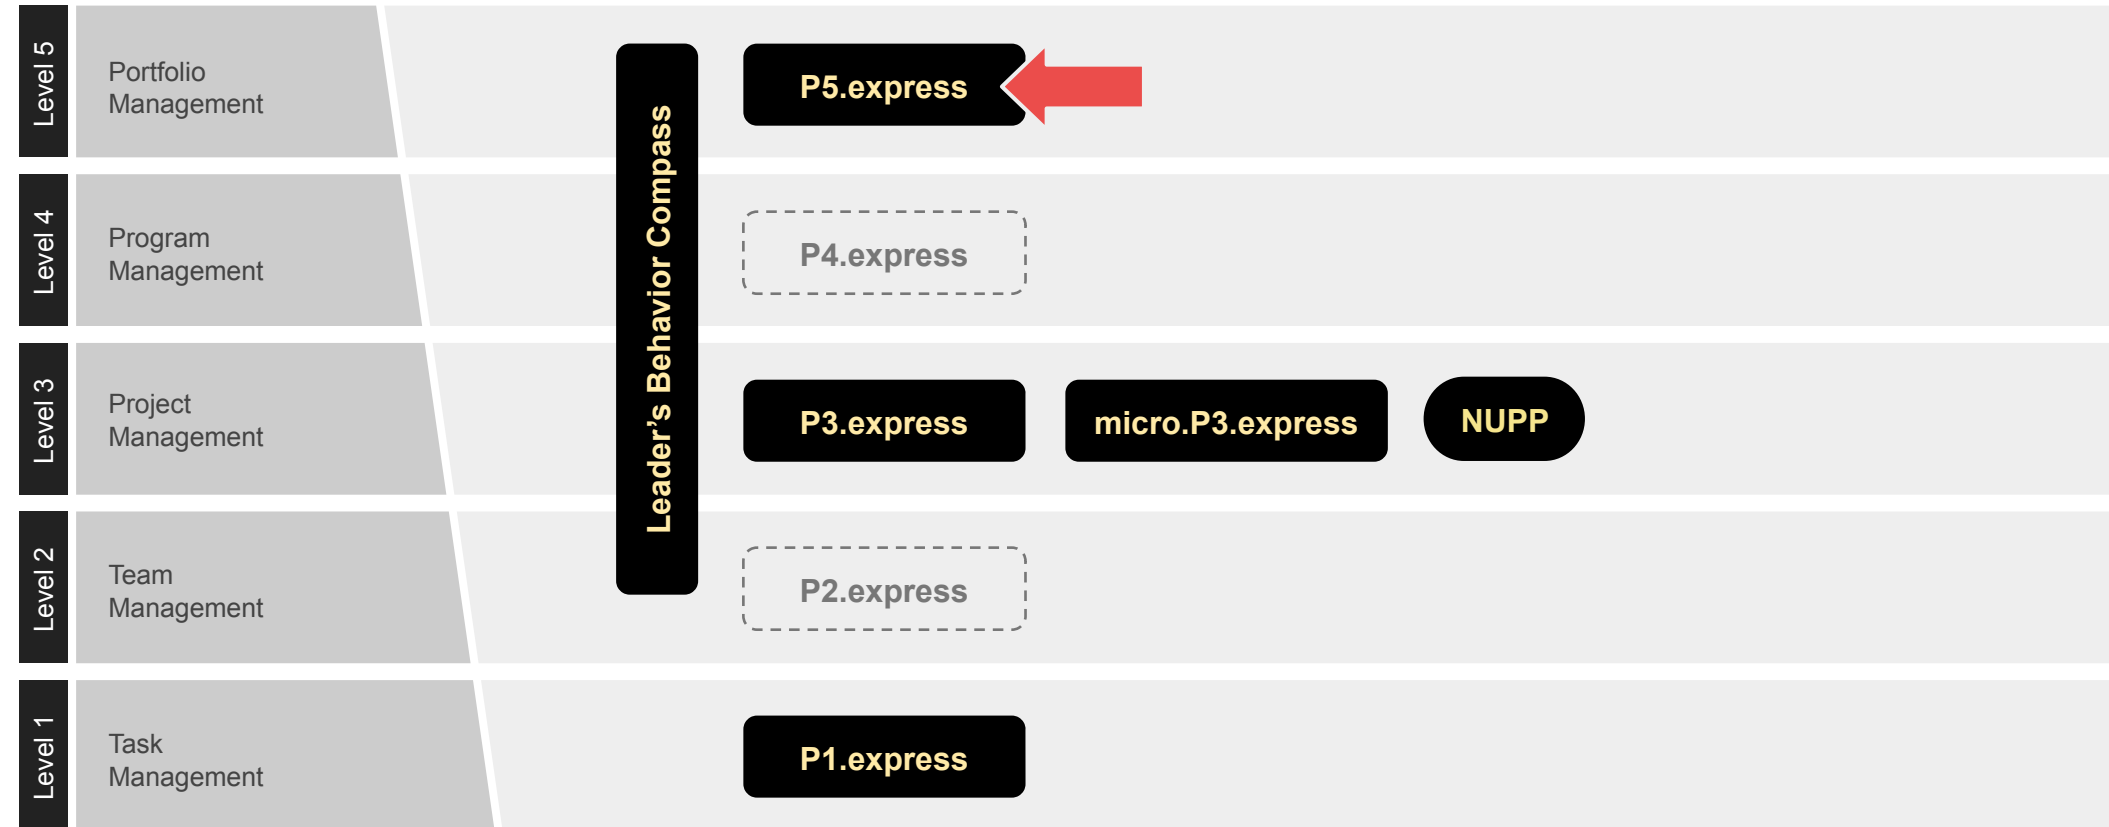 Level 5
Portfolio
Management
P5.express
Leader’s Behavior Compass
Level 4
Program
Management
P4.express
Level 3
Project
Management
P3.express
micro.P3.express
NUPP
Level 2
Team
Management
P2.express
Level 1
Task
Management
P1.express